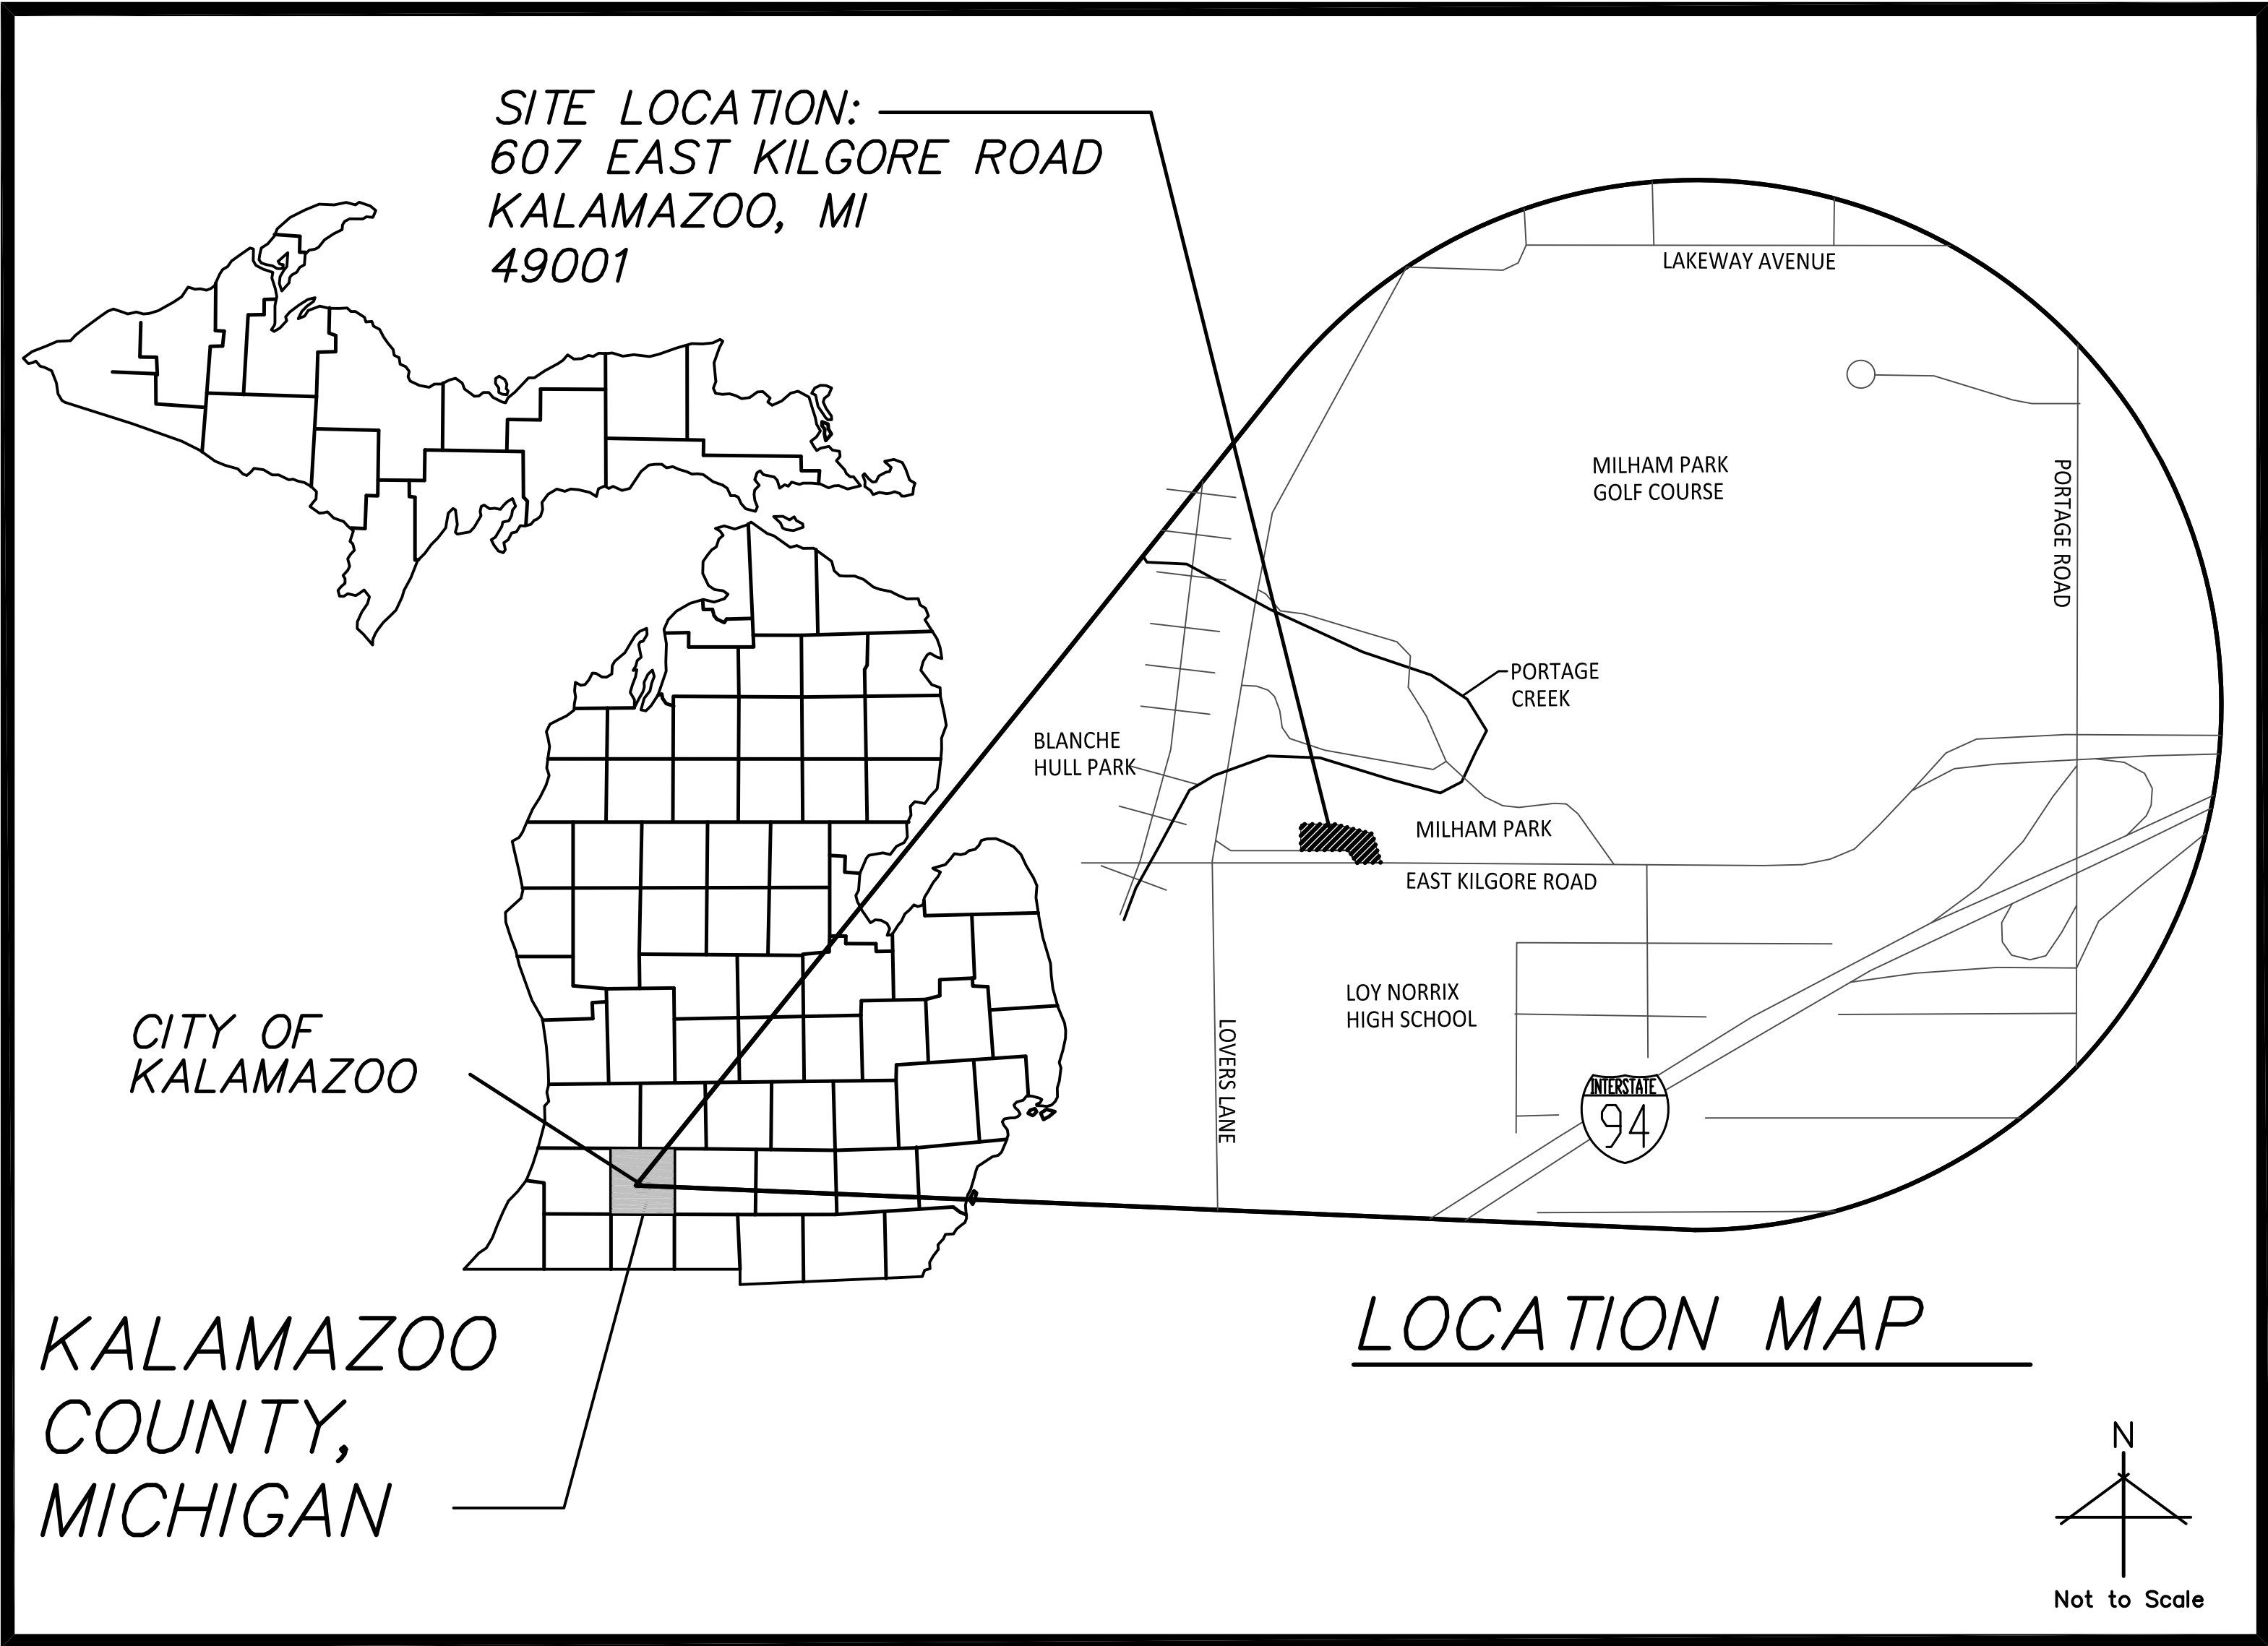 SITE LOCATION:
607 EAST KILGORE ROAD
KALAMAZOO, MI
49001
LAKEWAY AVENUE
MILHAM PARK
GOLF COURSE
PORTAGE ROAD
PORTAGE
CREEK
BLANCHE
HULL PARK
MILHAM PARK
EAST KILGORE ROAD
LOY NORRIX
HIGH SCHOOL
LOVERS LANE
INTERSTATE
94
CITY OF
KALAMAZOO
KALAMAZOO
COUNTY,
MICHIGAN
LOCATION MAP
N
Not to Scale